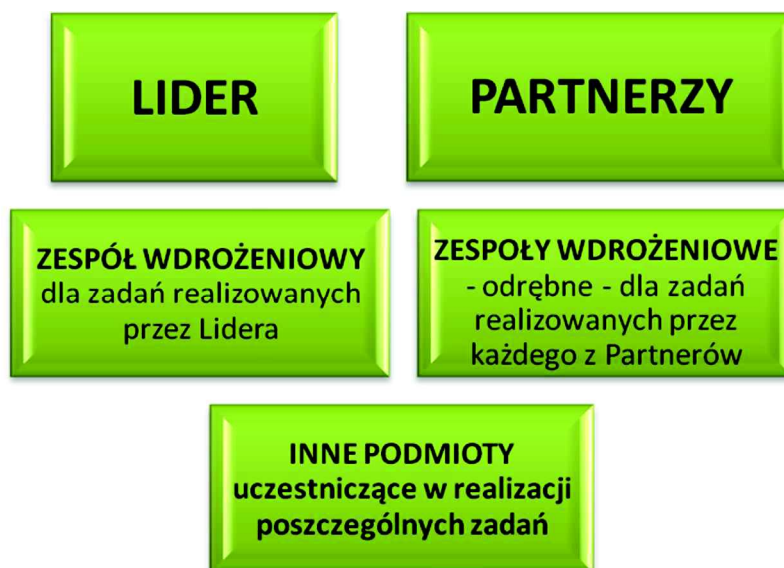 LIDER
PARTNERZY
ZESPÓŁ WDROŻENIOWY
dla zadań realizowanych
przez Lidera
ZESPOŁY WDROŻENIOWE
- odrębne - dla zadań
realizowanych przez
każdego z Partnerów
INNE PODMIOTY
uczestniczące w realizacji
poszczególnych zadań